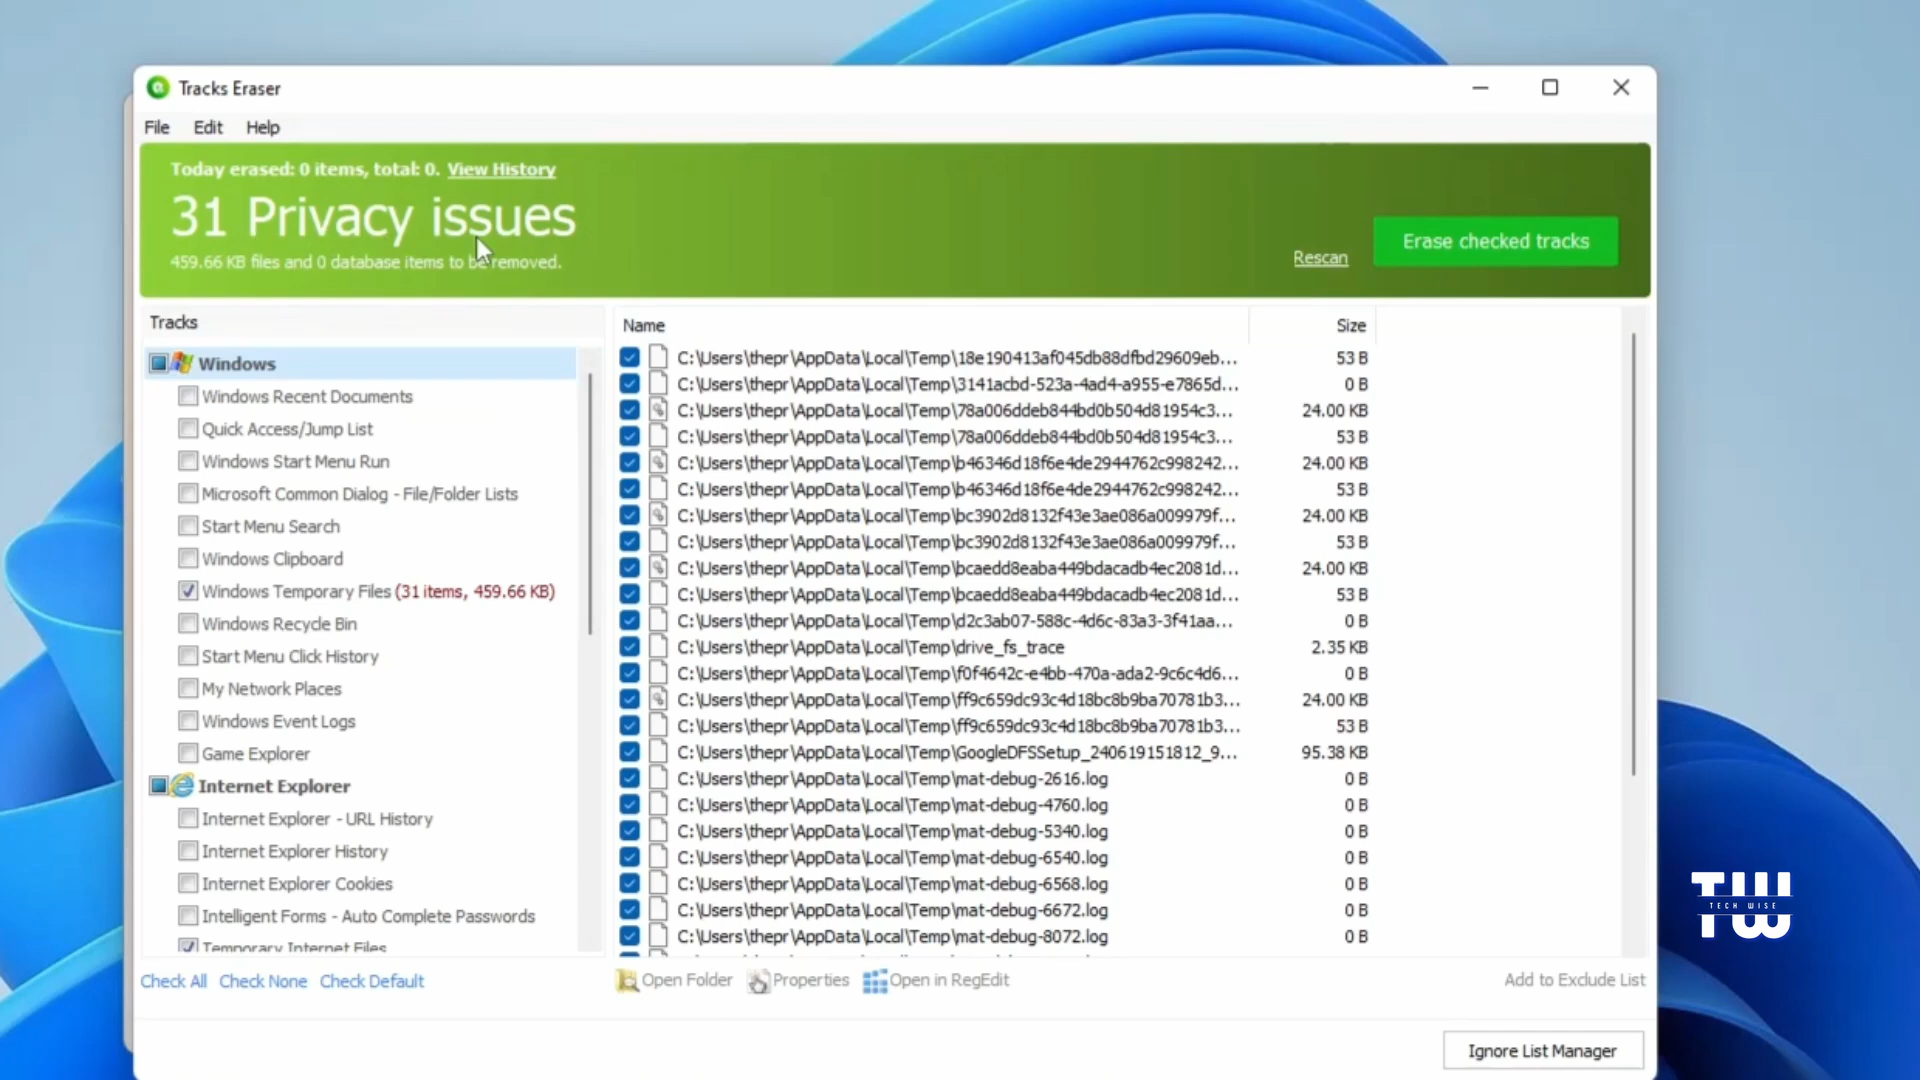 Tracks Eraser
File Edit Help
Today erased: 0 items, total: 0. View History
31 Privacy issues
459.66 KB files and 0 database items to be removed.
Rescan
Erase checked tracks
Tracks
Windows
Windows Recent Documents
Quick Access/Jump List
Windows Start Menu Run
Microsoft Common Dialog - File/Folder Lists
Start Menu Search
Windows Clipboard
Windows Temporary Files (31 items, 459.66 KB)
Windows Recycle Bin
Start Menu Click History
My Network Places
Windows Event Logs
Game Explorer
Internet Explorer
Internet Explorer - URL History
Internet Explorer History
Internet Explorer Cookies
Intelligent Forms - Auto Complete Passwords
Temporary Internet Files
Name Size
C:\Users\thepr\AppData\Local\Temp\18e190413af045db88dfbd29609eb... 53 B
C:\Users\thepr\AppData\Local\Temp\3141acbd-523a-4ad4-a955-e7865d... 0 B
C:\Users\thepr\AppData\Local\Temp\78a006ddeb844bd0b504d81954c3... 24.00 KB
C:\Users\thepr\AppData\Local\Temp\78a006ddeb844bd0b504d81954c3... 53 B
C:\Users\thepr\AppData\Local\Temp\b46346d18f6e4de2944762c998242... 24.00 KB
C:\Users\thepr\AppData\Local\Temp\b46346d18f6e4de2944762c998242... 53 B
C:\Users\thepr\AppData\Local\Temp\bc3902d8132f43e3ae086a009979f... 24.00 KB
C:\Users\thepr\AppData\Local\Temp\bc3902d8132f43e3ae086a009979f... 53 B
C:\Users\thepr\AppData\Local\Temp\bcaedd8eaba449bdacadb4ec2081d... 24.00 KB
C:\Users\thepr\AppData\Local\Temp\bcaedd8eaba449bdacadb4ec2081d... 53 B
C:\Users\thepr\AppData\Local\Temp\d2c3ab07-588c-4d6c-83a3-3f41aa... 0 B
C:\Users\thepr\AppData\Local\Temp\drive_fs_trace 2.35 KB
C:\Users\thepr\AppData\Local\Temp\f0f4642c-e4bb-470a-ada2-9c6c4d6... 0 B
C:\Users\thepr\AppData\Local\Temp\ff9c659dc93c4d18bc8b9ba70781b3... 24.00 KB
C:\Users\thepr\AppData\Local\Temp\ff9c659dc93c4d18bc8b9ba70781b3... 53 B
C:\Users\thepr\AppData\Local\Temp\GoogleDFSSetup_240619151812_9... 95.38 KB
C:\Users\thepr\AppData\Local\Temp\mat-debug-2616.log 0 B
C:\Users\thepr\AppData\Local\Temp\mat-debug-4760.log 0 B
C:\Users\thepr\AppData\Local\Temp\mat-debug-5340.log 0 B
C:\Users\thepr\AppData\Local\Temp\mat-debug-6540.log 0 B
C:\Users\thepr\AppData\Local\Temp\mat-debug-6568.log 0 B
C:\Users\thepr\AppData\Local\Temp\mat-debug-6672.log 0 B
C:\Users\thepr\AppData\Local\Temp\mat-debug-8072.log 0 B
Check All Check None Check Default
Open Folder Properties Open in RegEdit Add to Exclude List
Ignore List Manager
TW
TECH WISE